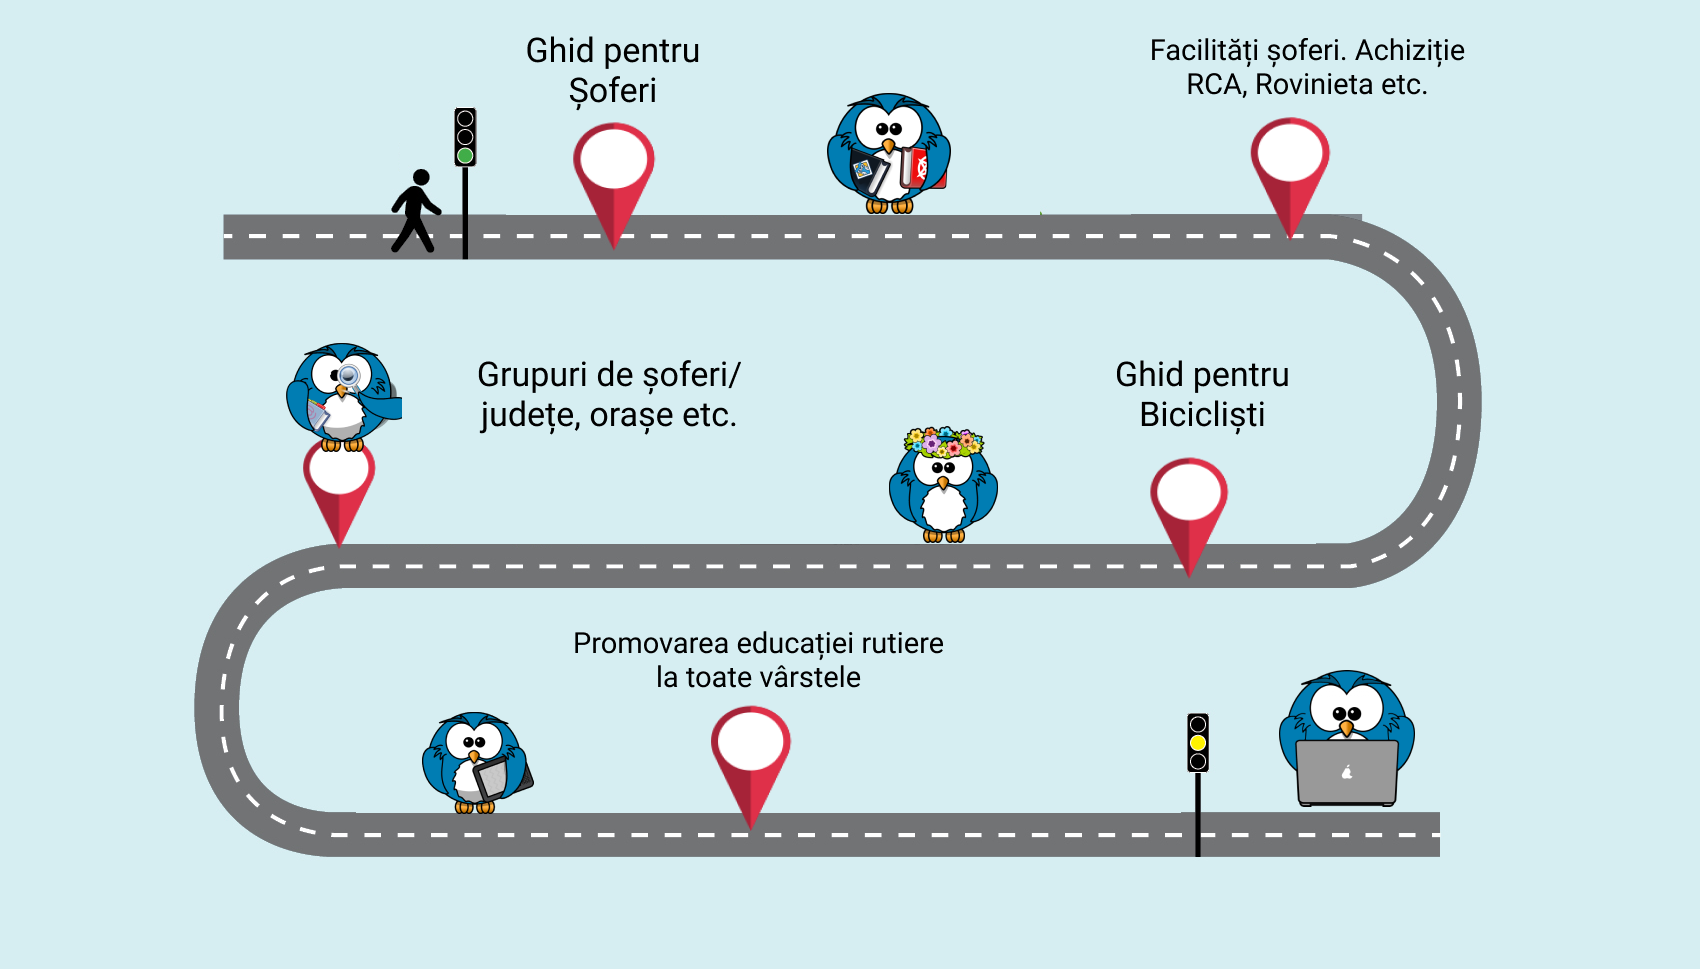 Ghid pentru
Șoferi
Facilități șoferi. Achiziție
RCA, Rovinieta etc.
Grupuri de șoferi/
județe, orașe etc.
Ghid pentru
Bicicliști
Promovarea educației rutiere
la toate vârstele